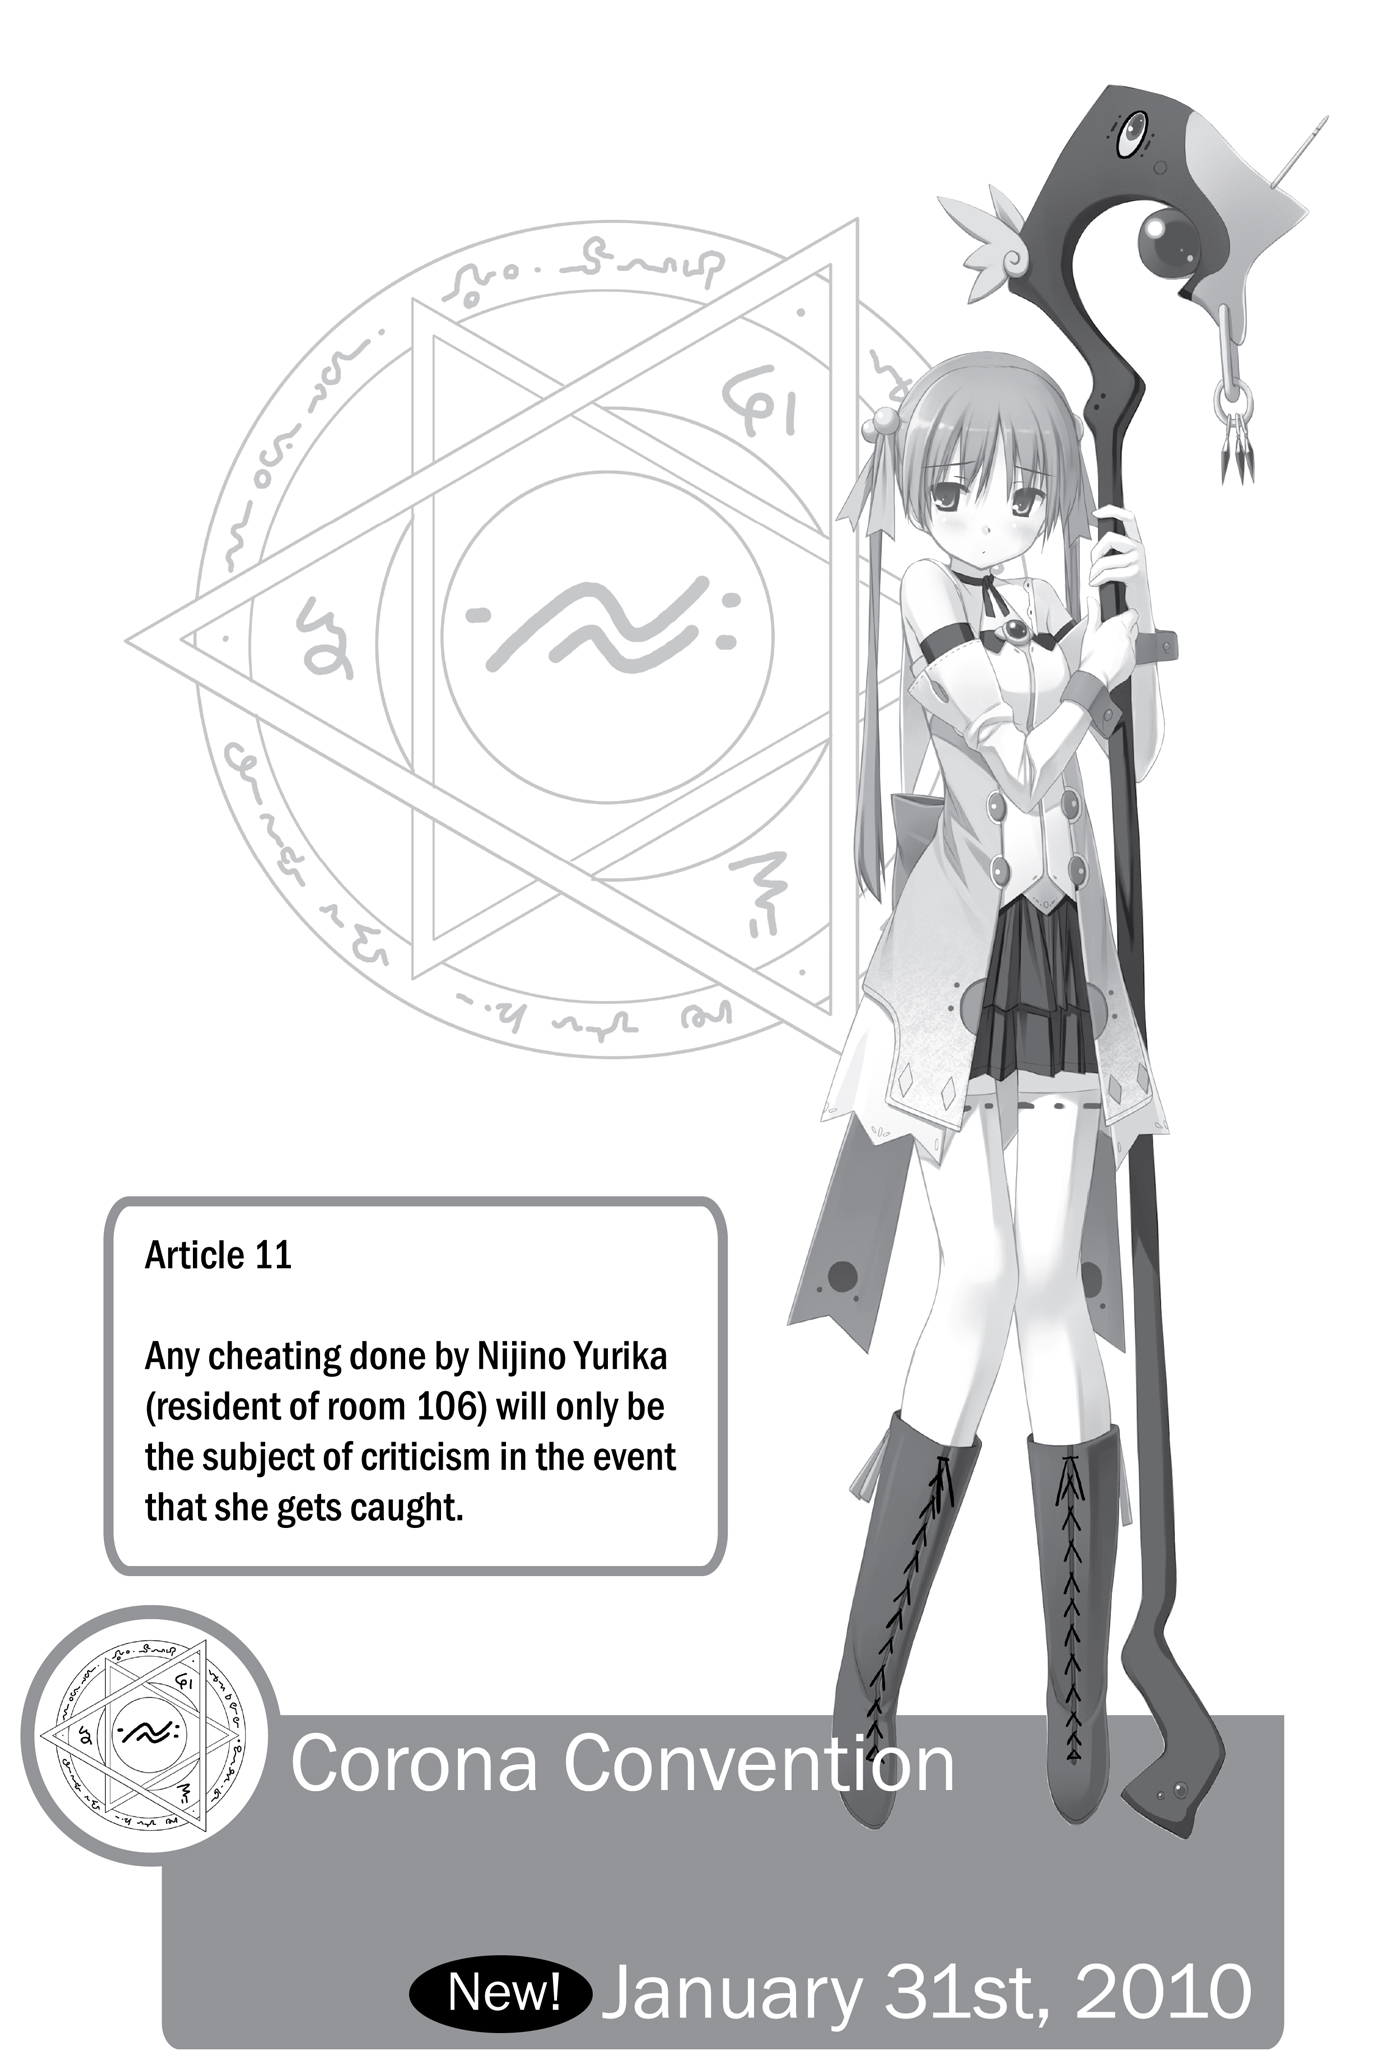 Article 11
Any cheating done by Nijino Yurika
(resident of room 106) will only be
the subject of criticism in the event
that she gets caught.
Corona Convention
New! January 31st, 2010